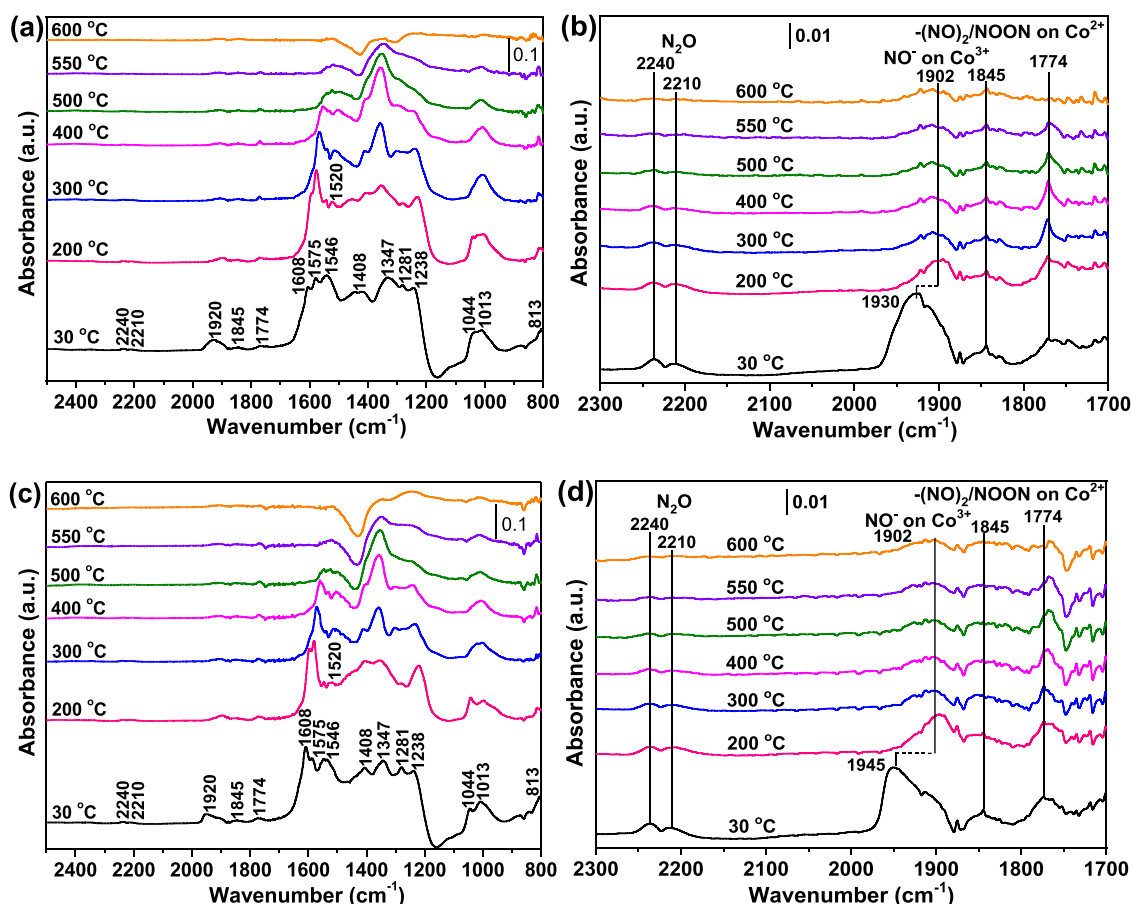 (a)
600 °C
550 °C
500 °C
400 °C
300 °C
200 °C
30 °C
0.1
1520
2240
2210
1920
1845
1774
1608
1575
1546
1408
1347
1281
1238
1044
1013
813
Absorbance (a.u.)
2400 2200 2000 1800 1600 1400 1200 1000 800
Wavenumber (cm⁻¹)
(b)
N₂O
0.01
-(NO)₂/NOON on Co²⁺
NO⁻ on Co³⁺
2240
2210
1902
1845
1774
600 °C
550 °C
500 °C
400 °C
300 °C
200 °C
1930
30 °C
Absorbance (a.u.)
2300 2200 2100 2000 1900 1800 1700
Wavenumber (cm⁻¹)
(c)
600 °C
550 °C
500 °C
400 °C
300 °C
200 °C
30 °C
0.1
1520
2240
2210
1920
1845
1774
1608
1575
1546
1408
1347
1281
1238
1044
1013
813
Absorbance (a.u.)
2400 2200 2000 1800 1600 1400 1200 1000 800
Wavenumber (cm⁻¹)
(d)
N₂O
0.01
-(NO)₂/NOON on Co²⁺
NO⁻ on Co³⁺
2240
2210
1902
1845
1774
600 °C
550 °C
500 °C
400 °C
300 °C
200 °C
1945
30 °C
Absorbance (a.u.)
2300 2200 2100 2000 1900 1800 1700
Wavenumber (cm⁻¹)